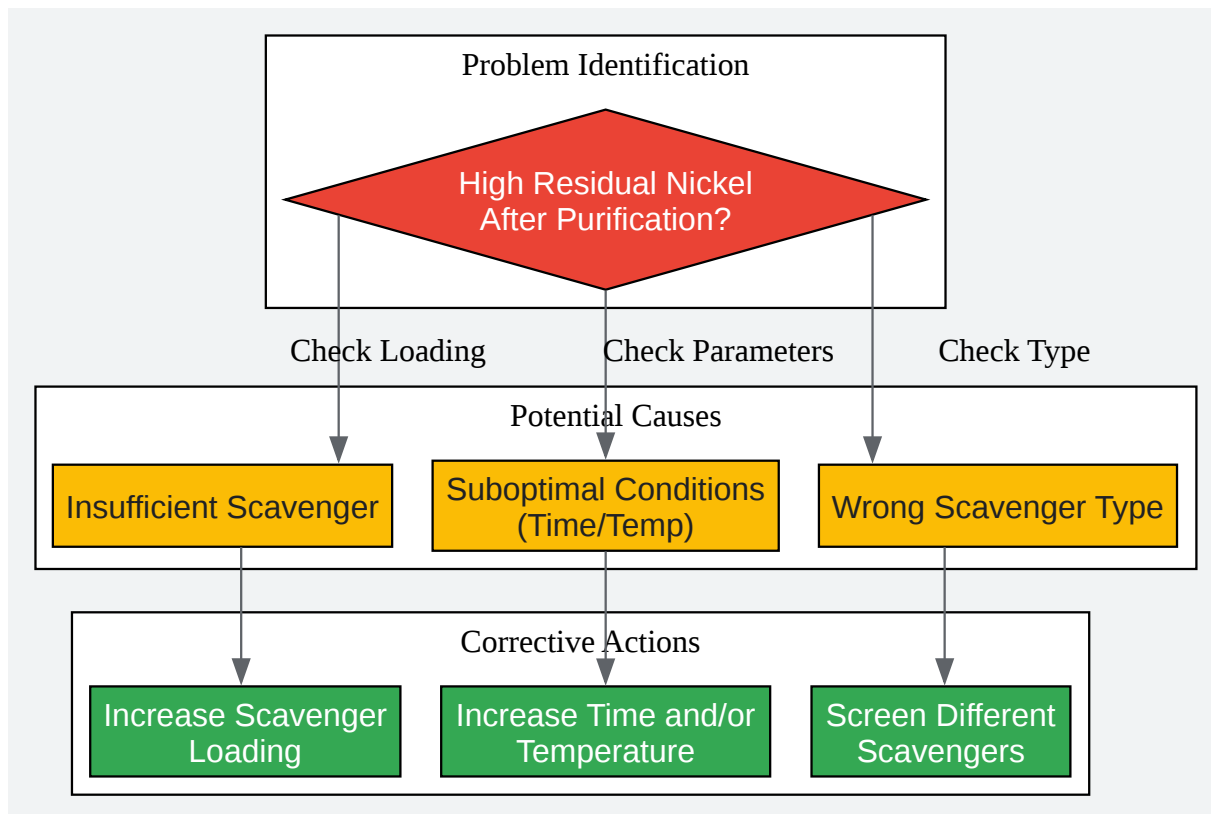 Problem Identification
High Residual Nickel
After Purification?
Check Loading
Check Parameters
Check Type
Potential Causes
Insufficient Scavenger
Suboptimal Conditions
(Time/Temp)
Wrong Scavenger Type
Corrective Actions
Increase Scavenger
Loading
Increase Time and/or
Temperature
Screen Different
Scavengers